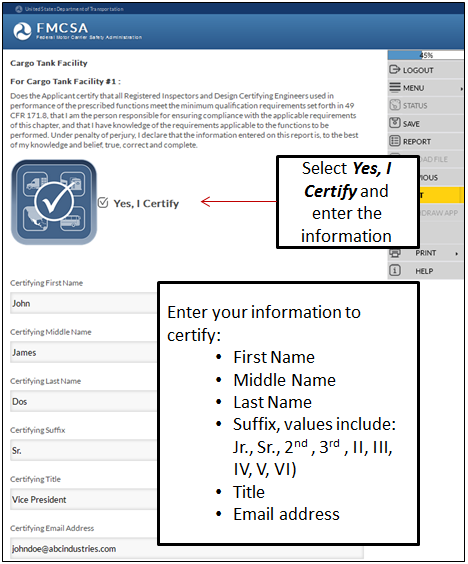 United States Department of Transportation
FMCSA
Federal Motor Carrier Safety Administration
45%
Cargo Tank Facility
LOGOUT
For Cargo Tank Facility #1 :
MENU
Does the Applicant certify that all Registered Inspectors and Design Certifying Engineers used in
performance of the prescribed functions meet the minimum qualification requirements set forth in 49
CFR 171.8, that I am the person responsible for ensuring compliance with the applicable requirements
of this chapter, and that I have knowledge of the requirements applicable to the functions to be
performed. Under penalty of perjury, I declare that the information entered on this report is, to the best
of my knowledge and belief, true, correct and complete.
STATUS
SAVE
REPORT
OAD FILE
VIOUS
T
DRAW APP
PRINT
HELP
Yes, I Certify
Select Yes, I
Certify and
enter the
information
Certifying First Name
John
Certifying Middle Name
James
Certifying Last Name
Dos
Certifying Suffix
Sr.
Certifying Title
Vice President
Certifying Email Address
johndoe@abcindustries.com
Enter your information to
certify:
• First Name
• Middle Name
• Last Name
• Suffix, values include:
Jr., Sr., 2nd , 3rd , II, III,
IV, V, VI)
• Title
• Email address